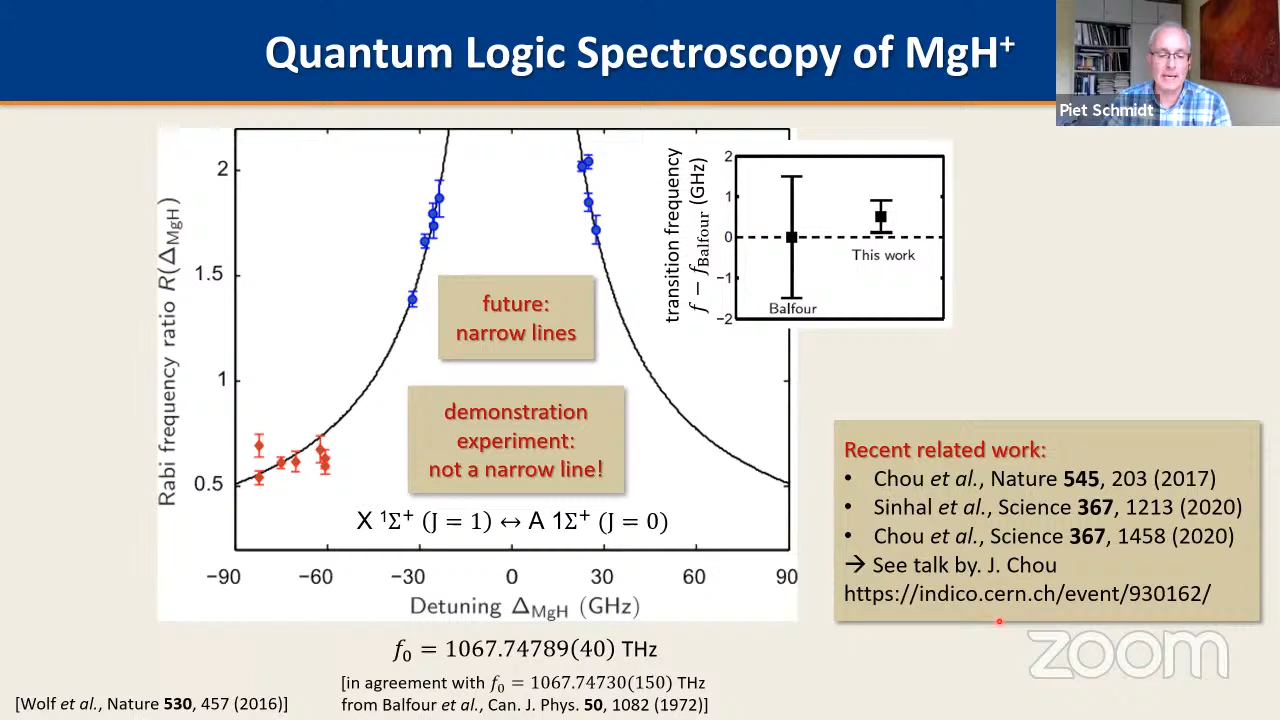 Quantum Logic Spectroscopy of MgH⁺
Piet Schmidt
Rabi frequency ratio R(Δ_MgH)
2
1.5
1
0.5
−90
−60
−30
0
30
60
90
Detuning Δ_MgH (GHz)
future:
narrow lines
demonstration
experiment:
not a narrow line!
X ¹Σ⁺ (J = 1) ↔ A 1Σ⁺ (J = 0)
transition frequency
f − f_Balfour (GHz)
2
1
0
−1
−2
Balfour
This work
f₀ = 1067.74789(40) THz
[in agreement with f₀ = 1067.74730(150) THz
from Balfour et al., Can. J. Phys. 50, 1082 (1972)]
[Wolf et al., Nature 530, 457 (2016)]
Recent related work:
• Chou et al., Nature 545, 203 (2017)
• Sinhal et al., Science 367, 1213 (2020)
• Chou et al., Science 367, 1458 (2020)
→ See talk by. J. Chou
https://indico.cern.ch/event/930162/
zoom